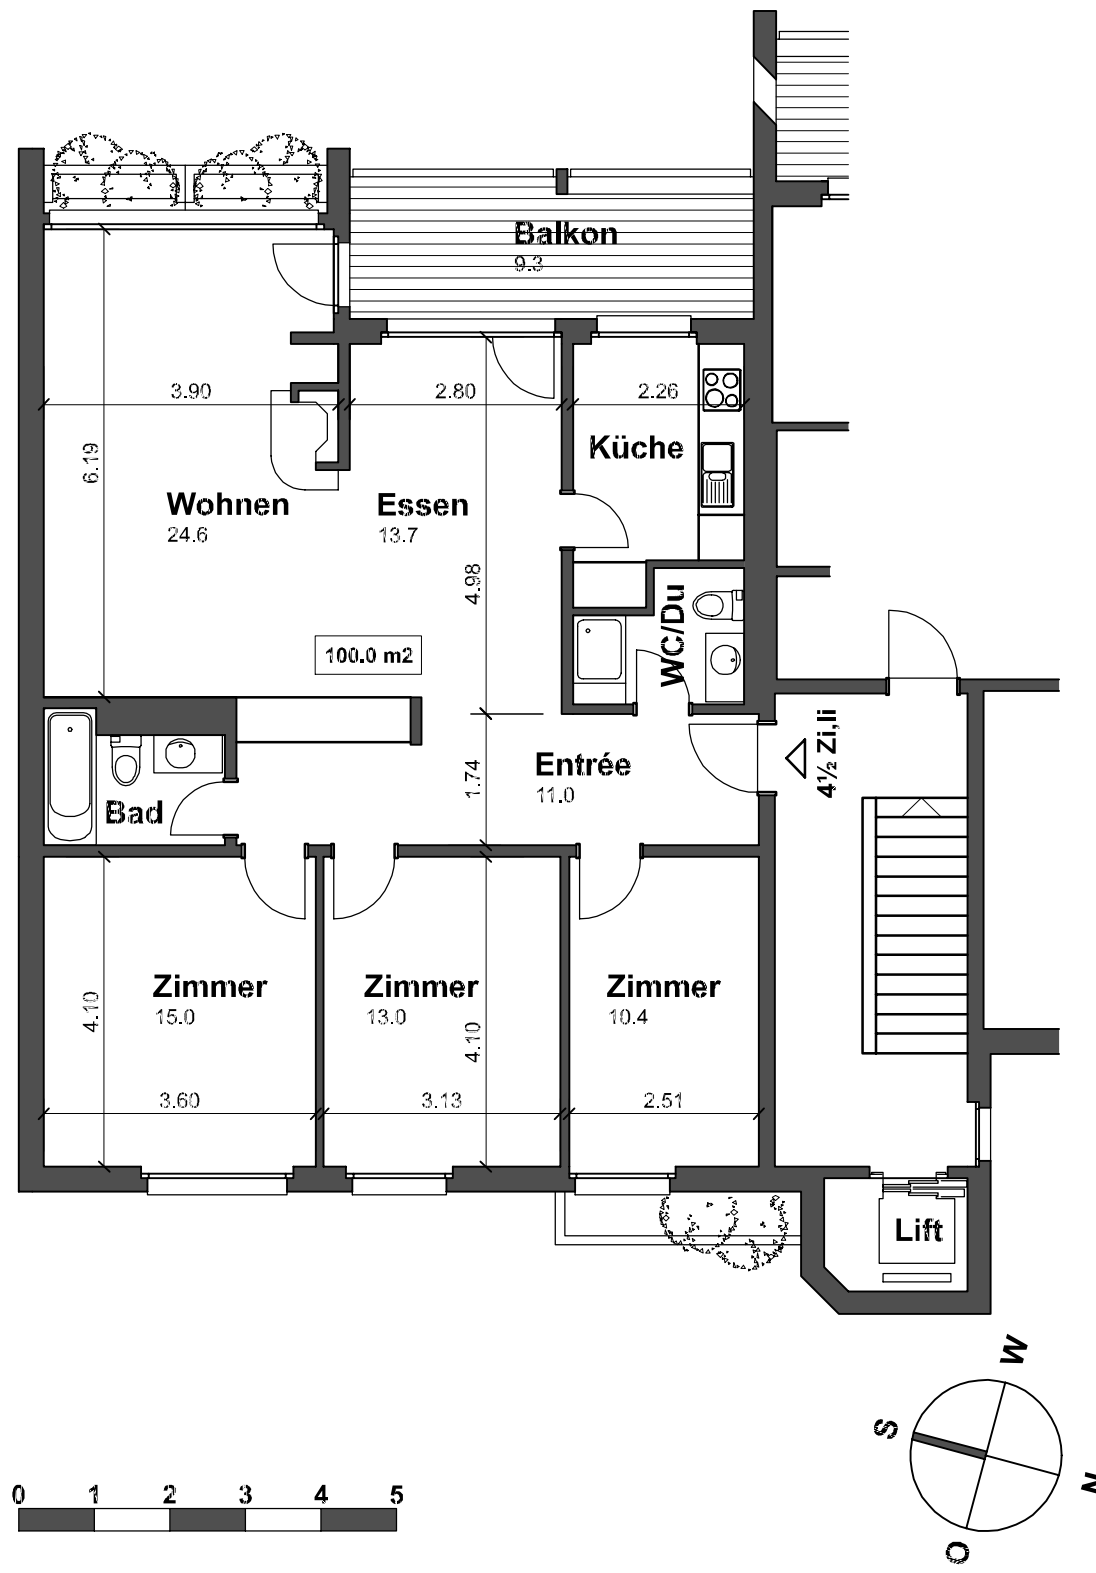 Balkon
9.3
3.90
2.80
2.26
Küche
6.19
Wohnen
24.6
Essen
13.7
4.98
WC/Du
100.0 m2
Entrée
11.0
1.74
4½ Zi,li
Bad
Zimmer
15.0
Zimmer
13.0
Zimmer
10.4
4.10
4.10
3.60
3.13
2.51
Lift
W
S
N
O
0 1 2 3 4 5